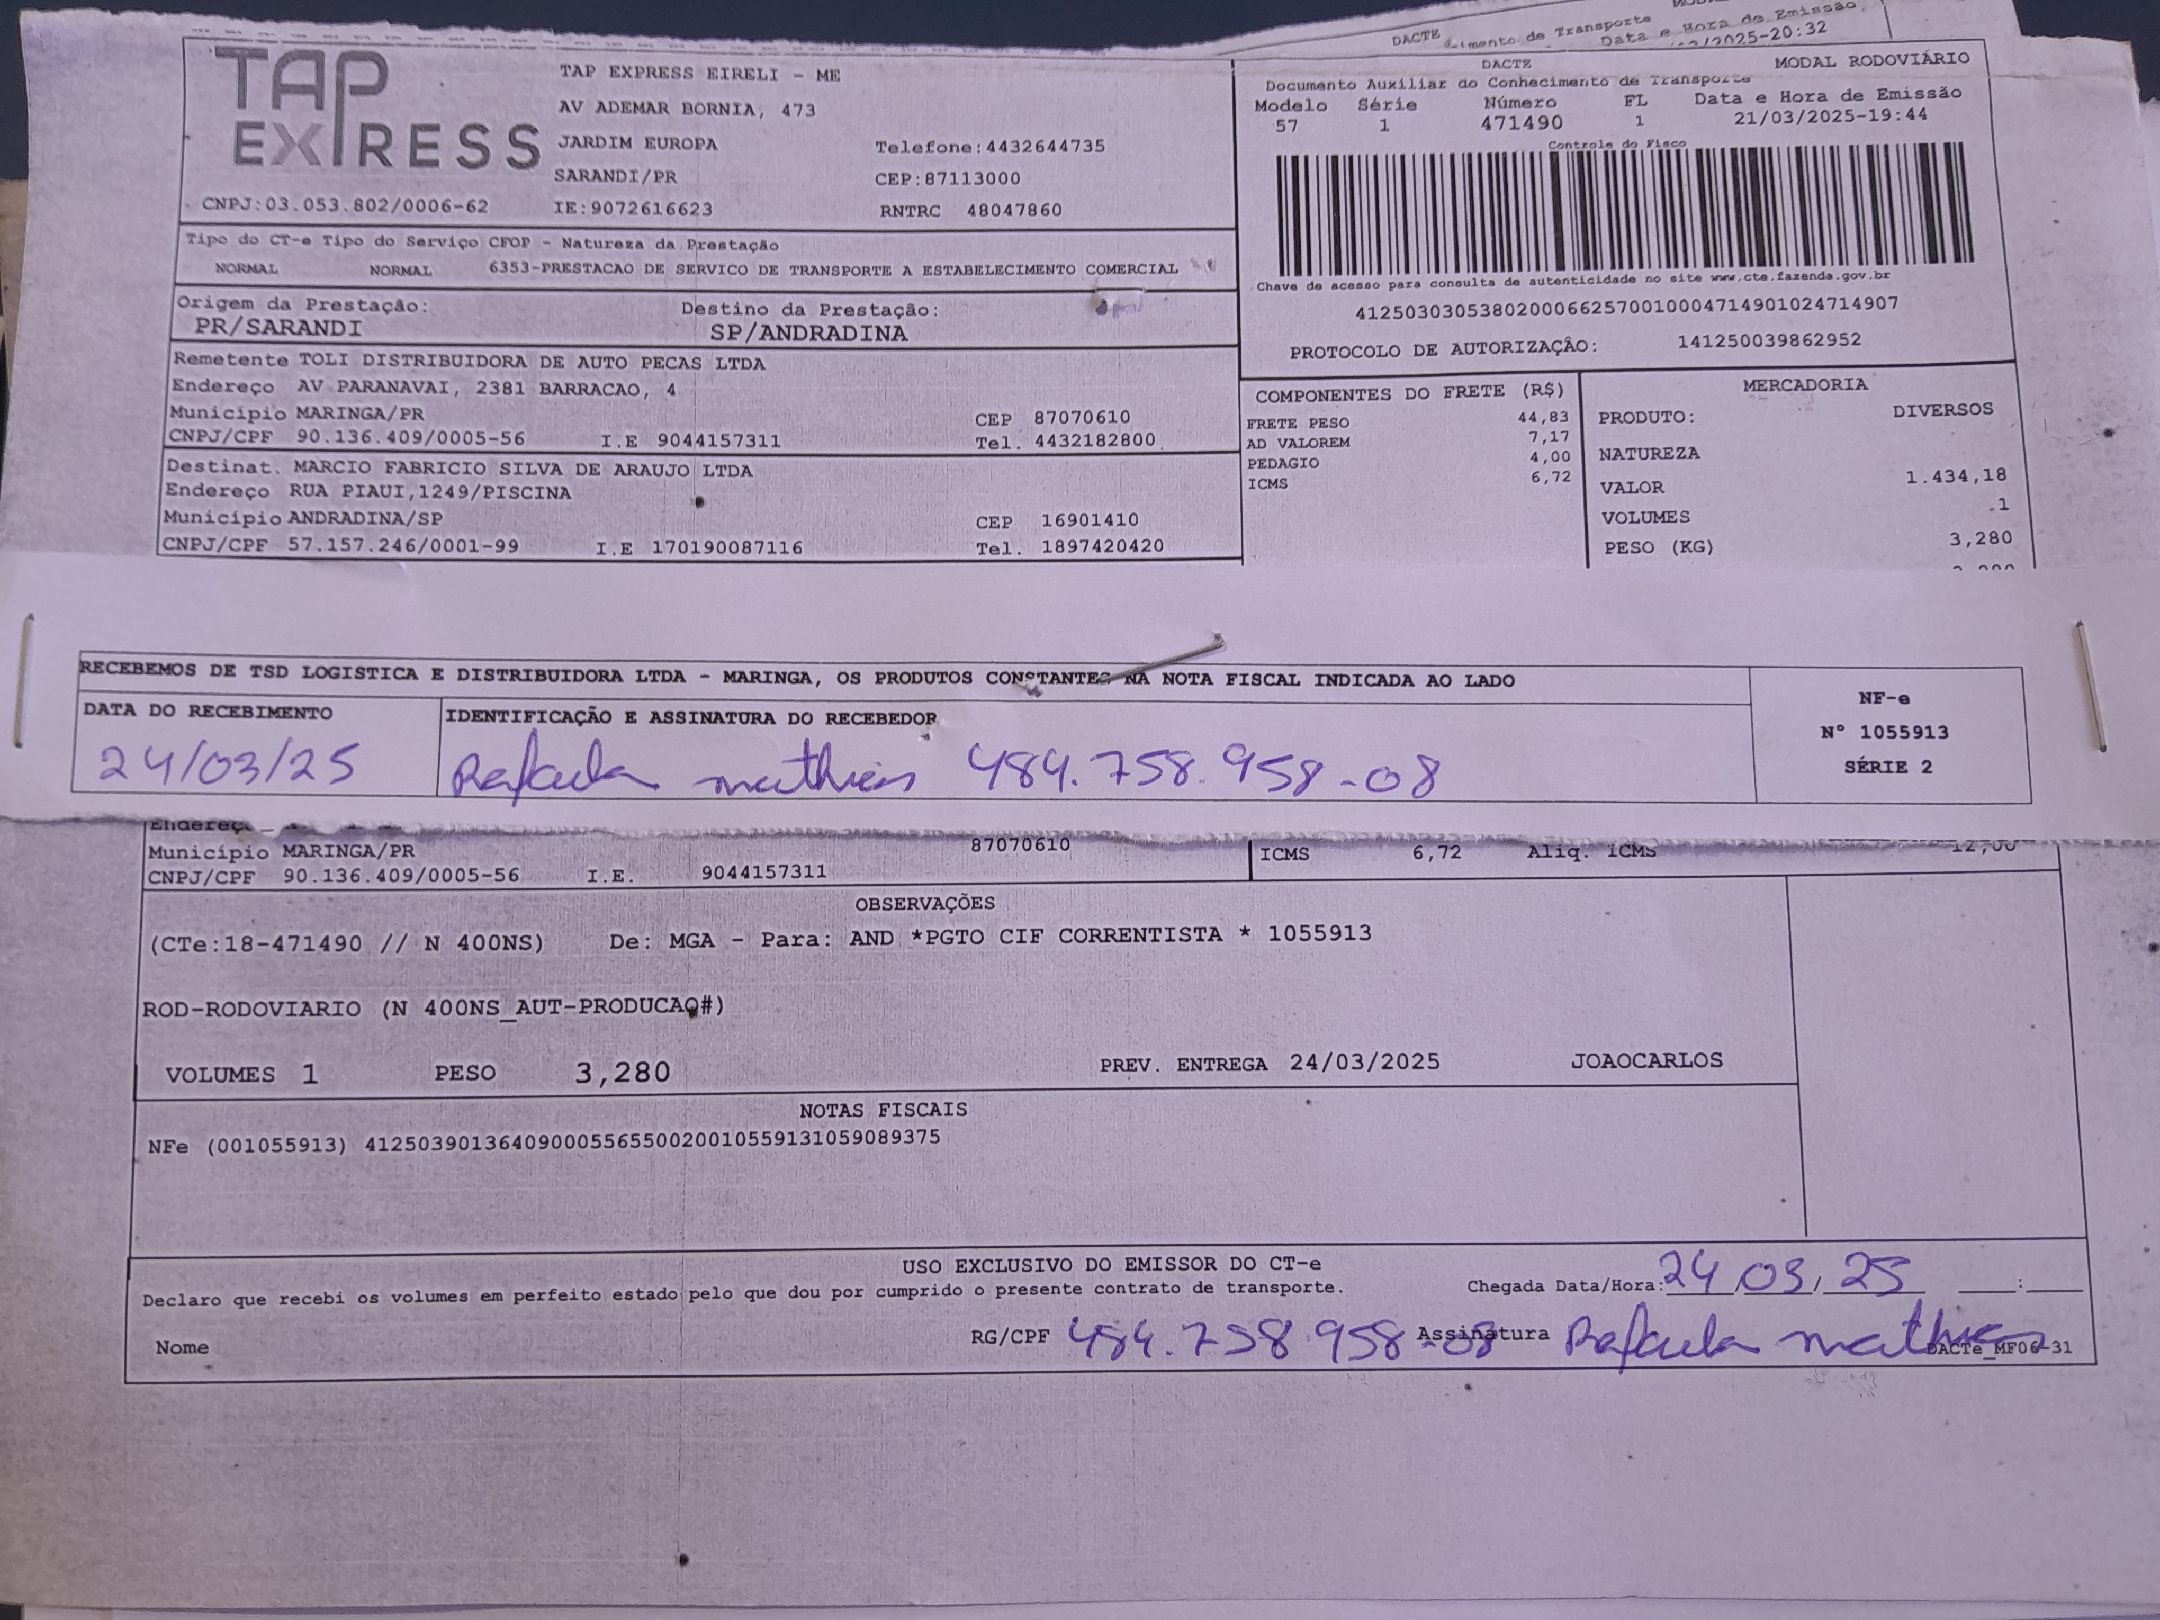 DACTE
imento de Transporte
Data e Hora de Emissão
/2025-20:32
TAP
EXPRESS
TAP EXPRESS EIRELI - ME
AV ADEMAR BORNIA, 473
JARDIM EUROPA
Telefone:4432644735
SARANDI/PR
CEP:87113000
CNPJ:03.053.802/0006-62
IE:9072616623
RNTRC 48047860
DACTE
MODAL RODOVIÁRIO
Documento Auxiliar do Conhecimento de Transporte
Modelo Série Número FL Data e Hora de Emissão
57 1 471490 1 21/03/2025-19:44
Controle do Fisco
Chave de acesso para consulta de autenticidade no site www.cte.fazenda.gov.br
41250303053802000662570010004714901024714907
PROTOCOLO DE AUTORIZAÇÂO: 141250039862952
Tipo do CT-e Tipo do Serviço CFOP - Natureza da Prestação
NORMAL NORMAL 6353-PRESTACAO DE SERVICO DE TRANSPORTE A ESTABELECIMENTO COMERCIAL
Origem da Prestação: Destino da Prestação:
PR/SARANDI SP/ANDRADINA
Remetente TOLI DISTRIBUIDORA DE AUTO PECAS LTDA
Endereço AV PARANAVAI, 2381 BARRACAO, 4
Município MARINGA/PR CEP 87070610
CNPJ/CPF 90.136.409/0005-56 I.E 9044157311 Tel. 4432182800
Destinat. MARCIO FABRICIO SILVA DE ARAUJO LTDA
Endereço RUA PIAUI,1249/PISCINA
Município ANDRADINA/SP CEP 16901410
CNPJ/CPF 57.157.246/0001-99 I.E 170190087116 Tel. 1897420420
COMPONENTES DO FRETE (R$)
FRETE PESO 44,83
AD VALOREM 7,17
PEDAGIO 4,00
ICMS 6,72
MERCADORIA
PRODUTO: DIVERSOS
NATUREZA
VALOR 1.434,18
VOLUMES 1
PESO (KG) 3,280
RECEBEMOS DE TSD LOGISTICA E DISTRIBUIDORA LTDA - MARINGA, OS PRODUTOS CONSTANTES NA NOTA FISCAL INDICADA AO LADO
DATA DO RECEBIMENTO
24/03/25
IDENTIFICAÇÃO E ASSINATURA DO RECEBEDOR
Rafaela mathias 484.758.958-08
NF-e
Nº 1055913
SÉRIE 2
Endereço
Município MARINGA/PR 87070610
CNPJ/CPF 90.136.409/0005-56 I.E. 9044157311
ICMS 6,72 Aliq. ICMS 12,00
OBSERVAÇÕES
(CTe:18-471490 // N 400NS) De: MGA - Para: AND *PGTO CIF CORRENTISTA * 1055913
ROD-RODOVIARIO (N 400NS_AUT-PRODUCAO#)
VOLUMES 1 PESO 3,280 PREV. ENTREGA 24/03/2025 JOAOCARLOS
NOTAS FISCAIS
NFe (001055913) 41250390136409000556550020010559131059089375
USO EXCLUSIVO DO EMISSOR DO CT-e
Declaro que recebi os volumes em perfeito estado pelo que dou por cumprido o presente contrato de transporte.
Chegada Data/Hora: 24/03/25 __:__
Nome RG/CPF 484.758.958-08 Assinatura Rafaela mathias
DACTe_MF06-31